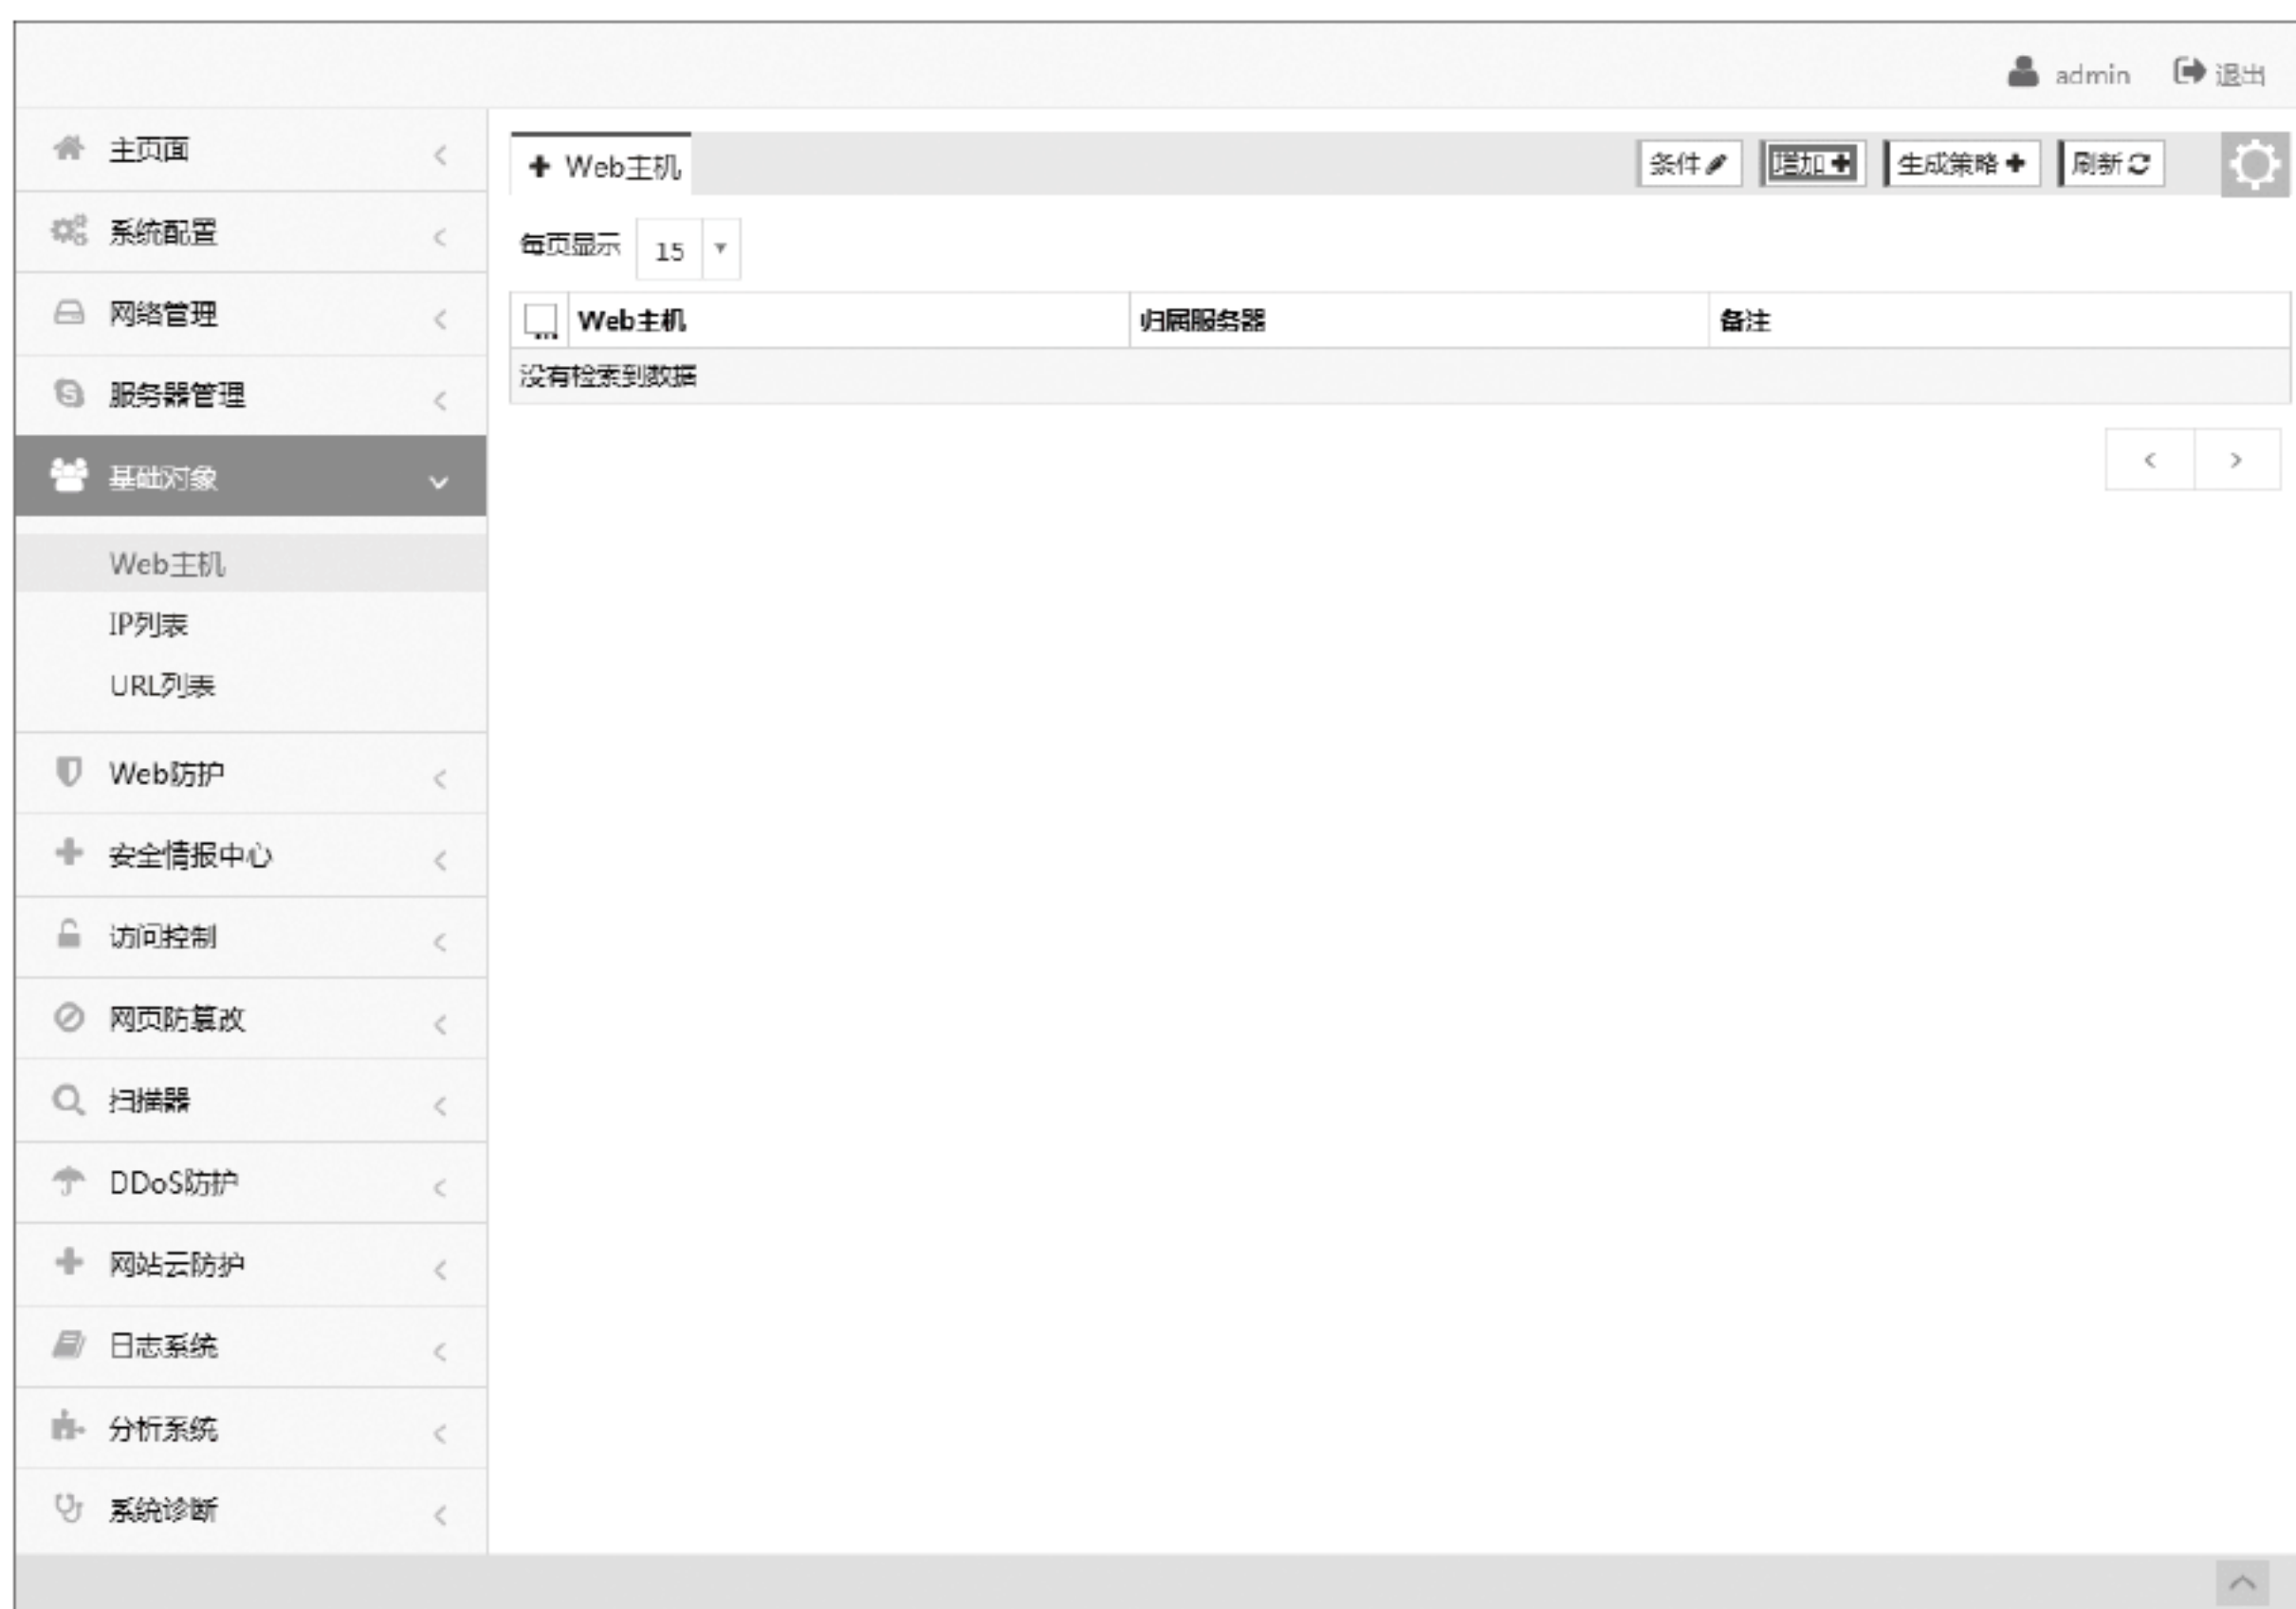 admin 退出
主页面
系统配置
网络管理
服务器管理
基础对象
Web主机
IP列表
URL列表
Web防护
安全情报中心
访问控制
网页防篡改
扫描器
DDoS防护
网站云防护
日志系统
分析系统
系统诊断
Web主机 条件 增加 生成策略 刷新
每页显示 15
Web主机 归属服务器 备注
没有检索到数据